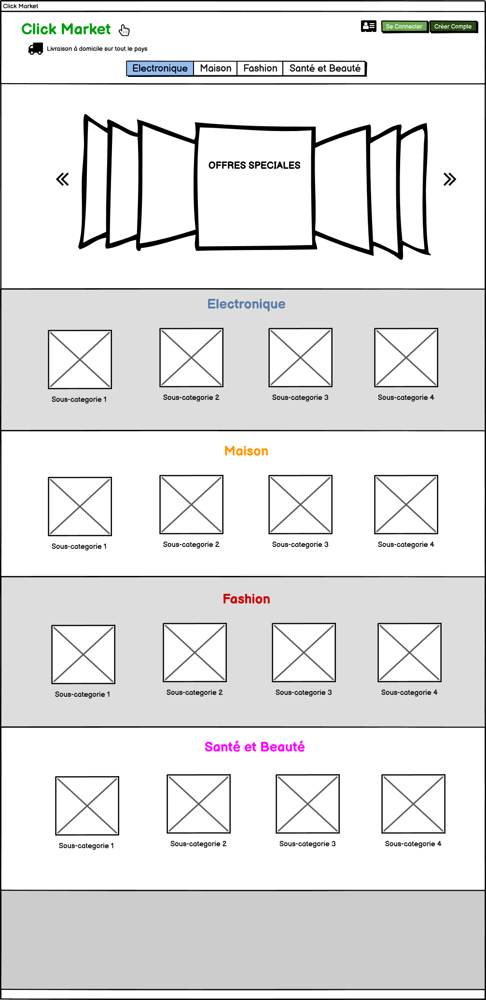 Click Market
Click Market
Se Connecter
Créer Compte
Livraison à domicile sur tout le pays
Electronique
Maison
Fashion
Santé et Beauté
OFFRES SPECIALES
Electronique
Sous-categorie 1
Sous-categorie 2
Sous-categorie 3
Sous-categorie 4
Maison
Sous-categorie 1
Sous-categorie 2
Sous-categorie 3
Sous-categorie 4
Fashion
Sous-categorie 1
Sous-categorie 2
Sous-categorie 3
Sous-categorie 4
Santé et Beauté
Sous-categorie 1
Sous-categorie 2
Sous-categorie 3
Sous-categorie 4